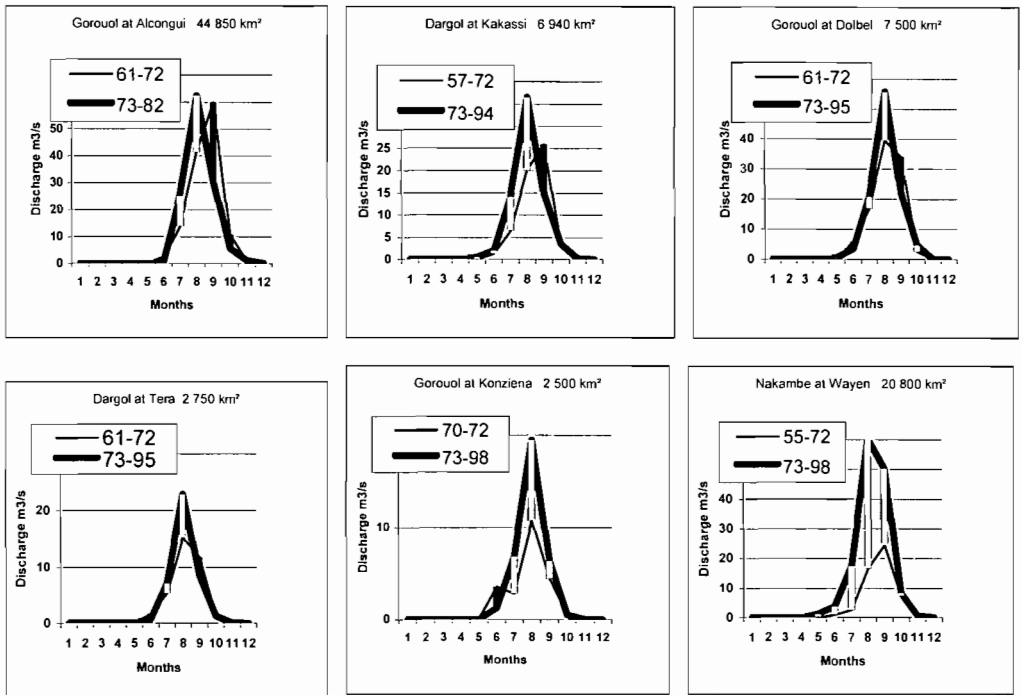 Gorouol at Alcongui 44 850 km²
61-72
73-82
Discharge m3/s
50
40
30
20
10
0
1 2 3 4 5 6 7 8 9 10 11 12
Months
Dargol at Kakassi 6 940 km²
57-72
73-94
Discharge m3/s
25
20
15
10
5
0
1 2 3 4 5 6 7 8 9 10 11 12
Months
Gorouol at Dolbel 7 500 km²
61-72
73-95
Discharge m3/s
40
30
20
10
0
1 2 3 4 5 6 7 8 9 10 11 12
Months
Dargol at Tera 2 750 km²
61-72
73-95
Discharge m3/s
20
10
0
1 2 3 4 5 6 7 8 9 10 11 12
Months
Gorouol at Konziena 2 500 km²
70-72
73-98
Discharge m3/s
10
0
1 2 3 4 5 6 7 8 9 10 11 12
Months
Nakambe at Wayen 20 800 km²
55-72
73-98
Discharge m3/s
40
30
20
10
0
1 2 3 4 5 6 7 8 9 10 11 12
Months